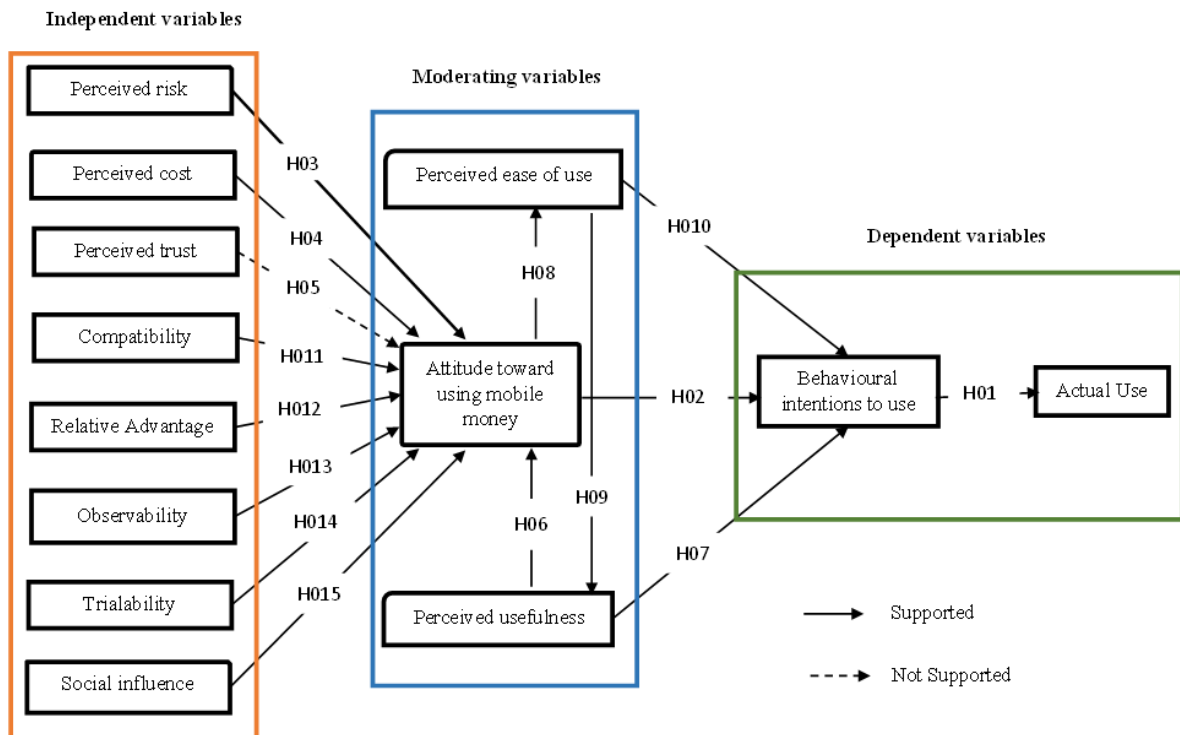 Independent variables
Moderating variables
Dependent variables
Perceived risk
Perceived cost
Perceived trust
Compatibility
Relative Advantage
Observability
Trialability
Social influence
H03
H04
H05
H011
H012
H013
H014
H015
Perceived ease of use
H08
Attitude toward
using mobile
money
H06
H09
Perceived usefulness
H010
H02
H07
Behavioural
intentions to use
H01
Actual Use
Supported
Not Supported